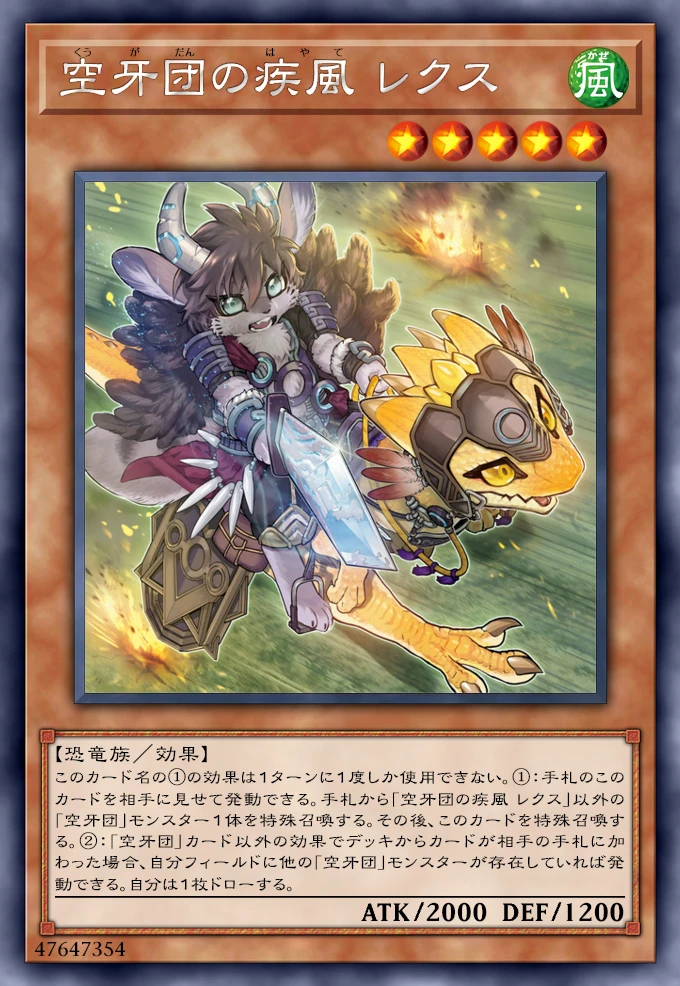 くうがだん はやて
空牙団の疾風 レクス
かぜ
風
【恐竜族／効果】
このカード名の①の効果は１ターンに１度しか使用できない。①：手札のこの
カードを相手に見せて発動できる。手札から「空牙団の疾風 レクス」以外の
「空牙団」モンスター１体を特殊召喚する。その後、このカードを特殊召喚す
る。②：「空牙団」カード以外の効果でデッキからカードが相手の手札に加
わった場合、自分フィールドに他の「空牙団」モンスターが存在していれば発
動できる。自分は１枚ドローする。
ATK/2000 DEF/1200
47647354